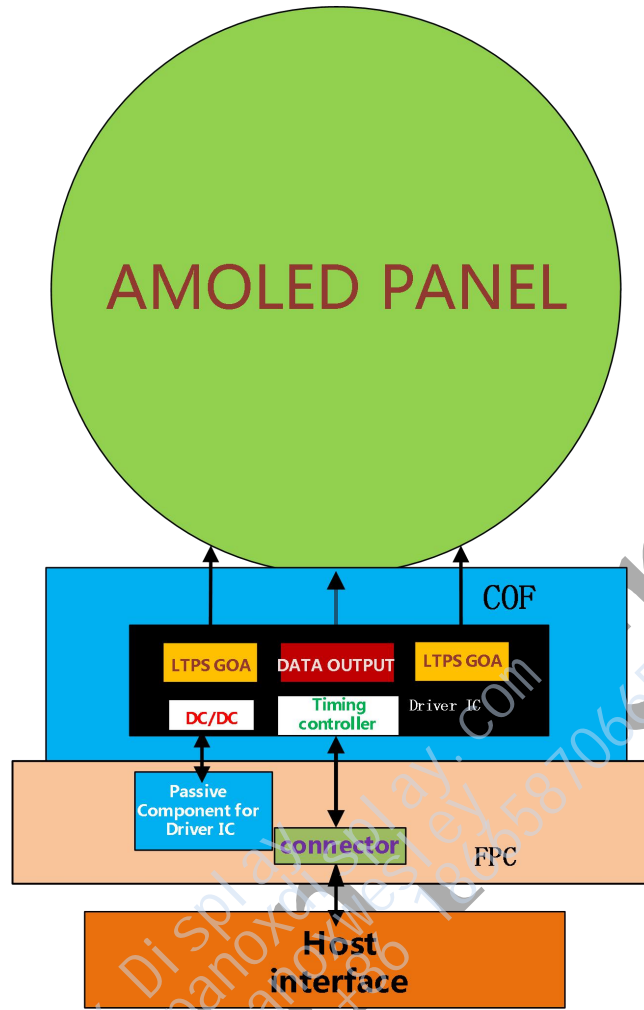 AMOLED PANEL
COF
LTPS GOA
DATA OUTPUT
LTPS GOA
DC/DC
Timing
controller
Driver IC
Passive
Component for
Driver IC
connector
FPC
Host
interface